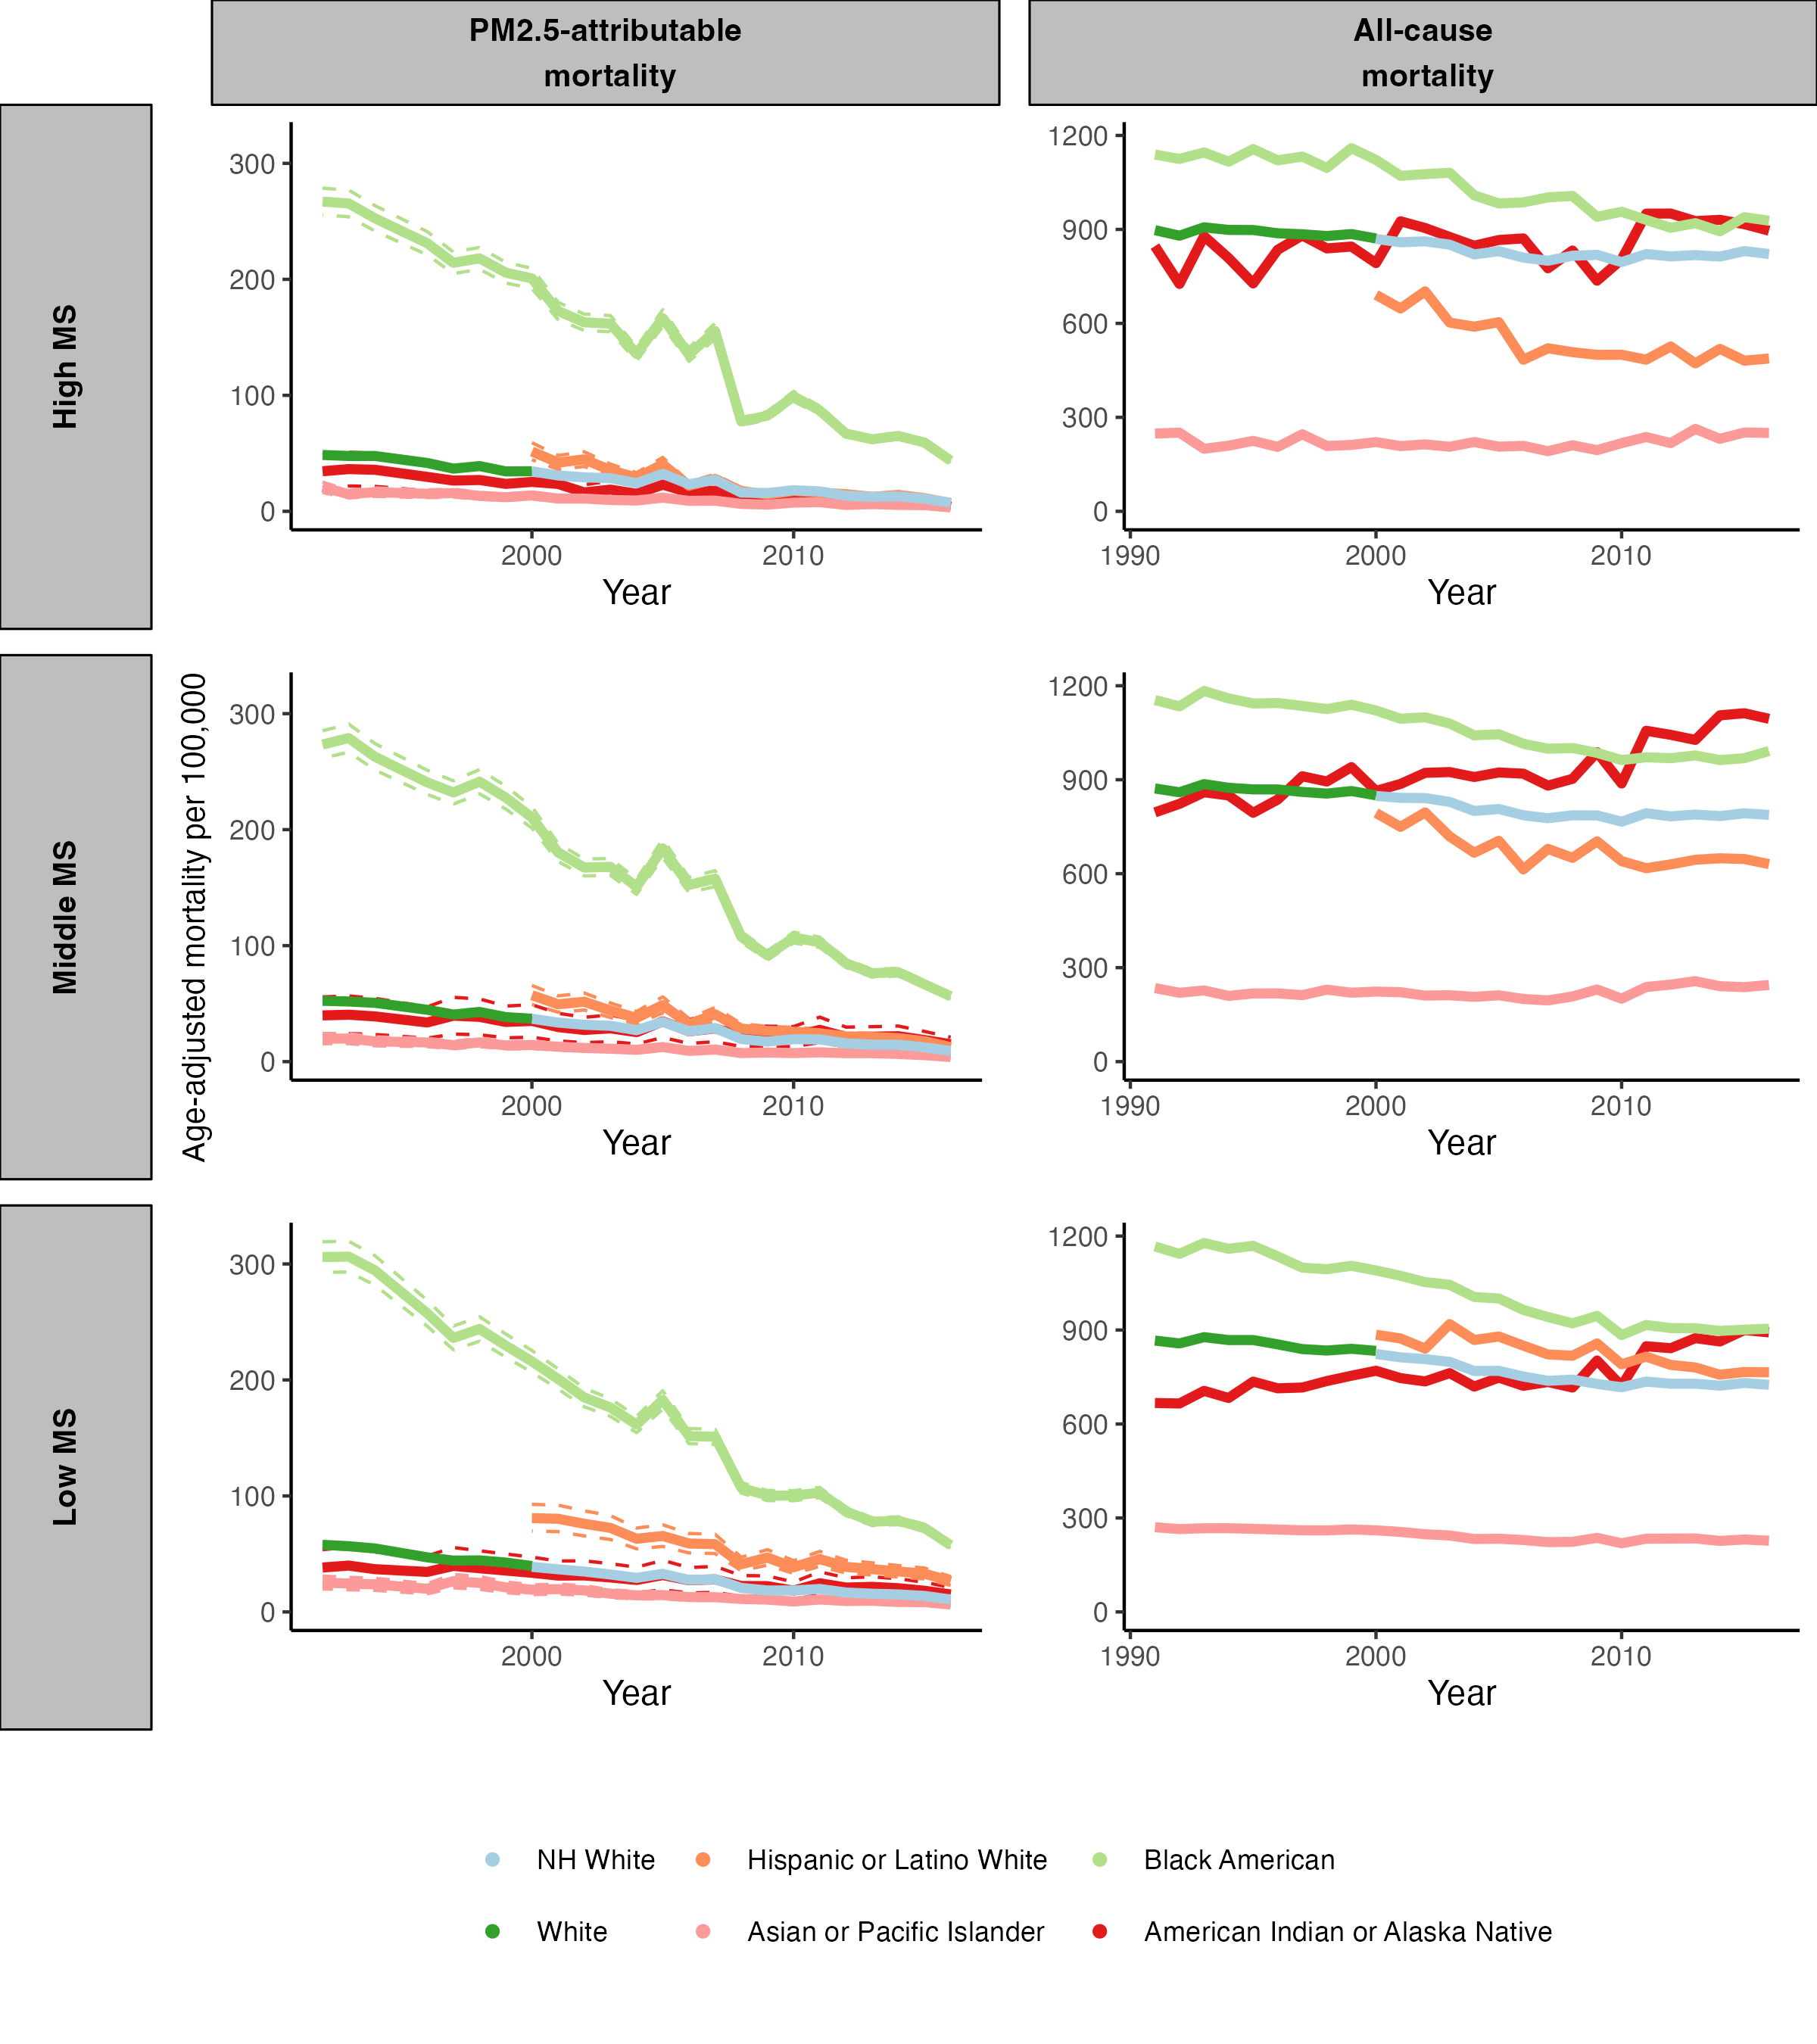 PM2.5-attributable
mortality
All-cause
mortality
High MS
300
200
100
0
2000
2010
Year
1200
900
600
300
0
1990
2000
2010
Year
Middle MS
Age-adjusted mortality per 100,000
300
200
100
0
2000
2010
Year
1200
900
600
300
0
1990
2000
2010
Year
Low MS
300
200
100
0
2000
2010
Year
1200
900
600
300
0
1990
2000
2010
Year
NH White
Hispanic or Latino White
Black American
White
Asian or Pacific Islander
American Indian or Alaska Native